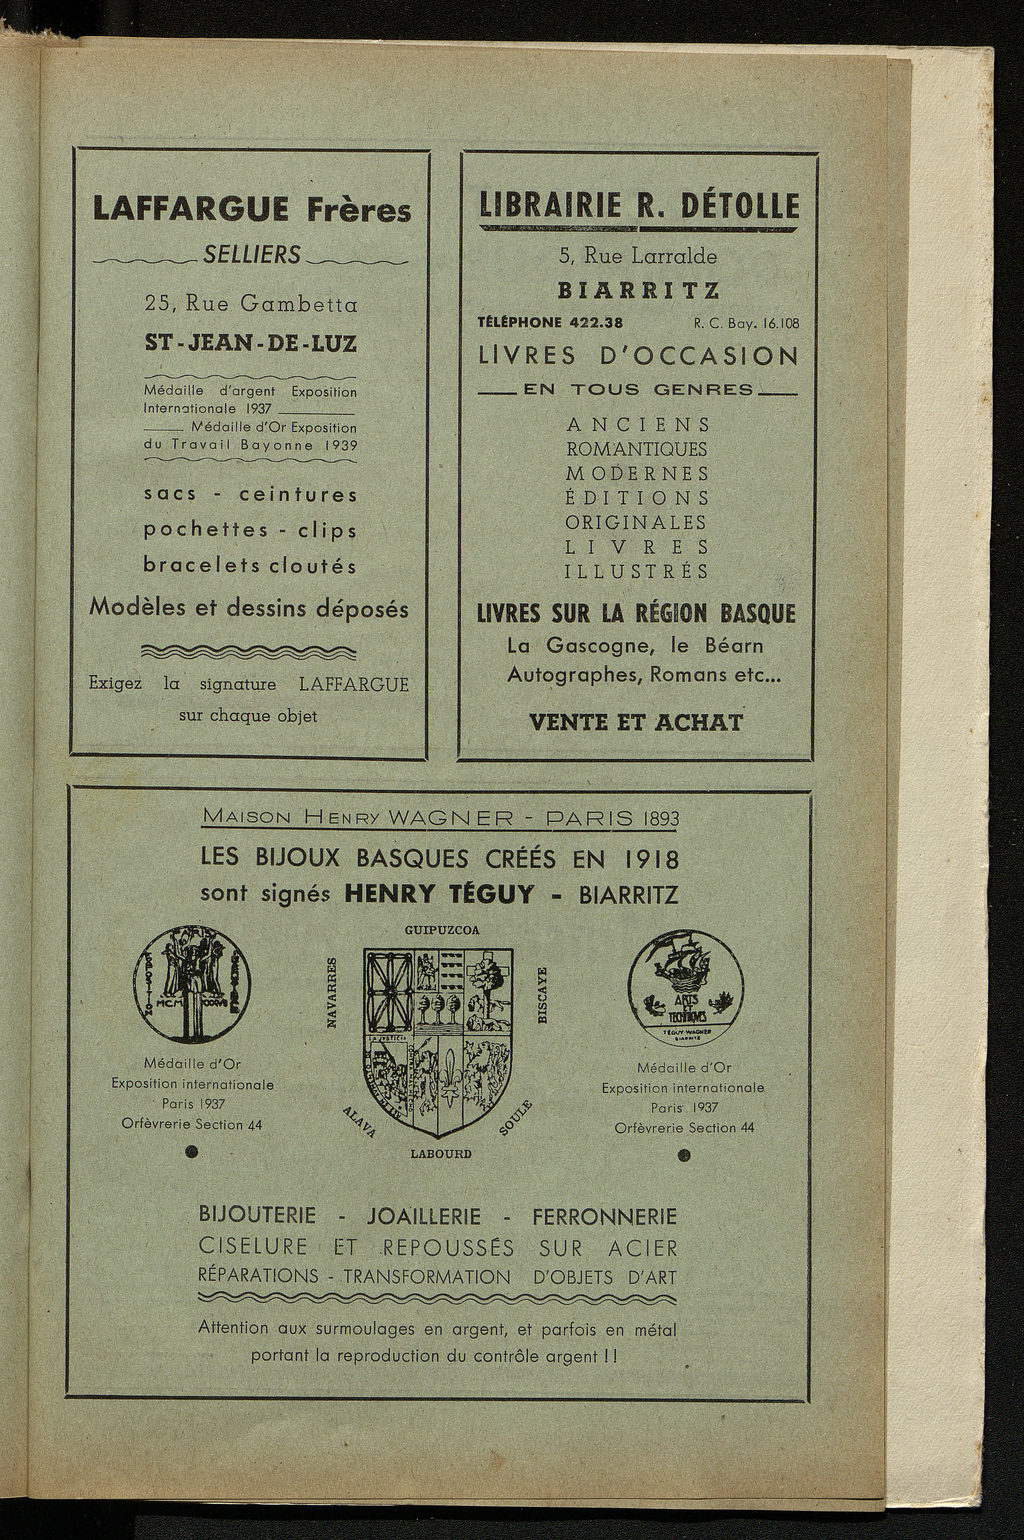 LAFFARGUE Frères
SELLIERS
25, Rue Gambetta
ST-JEAN-DE-LUZ
Médaille d'argent Exposition
Internationale 1937
Médaille d'Or Exposition
du Travail Bayonne 1939
sacs - ceintures
pochettes - clips
bracelets cloutés
Modèles et dessins déposés
Exigez la signature LAFFARGUE
sur chaque objet
LIBRAIRIE R. DÉTOLLE
5, Rue Larralde
BIARRITZ
TÉLÉPHONE 422.38 R. C. Bay. 16.108
LIVRES D'OCCASION
EN TOUS GENRES
ANCIENS
ROMANTIQUES
MODERNES
ÉDITIONS
ORIGINALES
LIVRES
ILLUSTRÉS
LIVRES SUR LA RÉGION BASQUE
La Gascogne, le Béarn
Autographes, Romans etc...
VENTE ET ACHAT
MAISON HENRY WAGNER - PARIS 1893
LES BIJOUX BASQUES CRÉÉS EN 1918
sont signés HENRY TÉGUY - BIARRITZ
PARIS
EXPOSITION
Médaille d'Or
Exposition internationale
Paris 1937
Orfèvrerie Section 44
GUIPUZCOA
NAVARRES
BISCAYE
ALAVA
SOULE
LABOURD
ARTS
ET
TECHNIQUES
TÉGUY WAGNER
BIARRITZ
Médaille d'Or
Exposition internationale
Paris 1937
Orfèvrerie Section 44
BIJOUTERIE - JOAILLERIE - FERRONNERIE
CISELURE ET REPOUSSÉS SUR ACIER
RÉPARATIONS - TRANSFORMATION D'OBJETS D'ART
Attention aux surmoulages en argent, et parfois en métal
portant la reproduction du contrôle argent !!